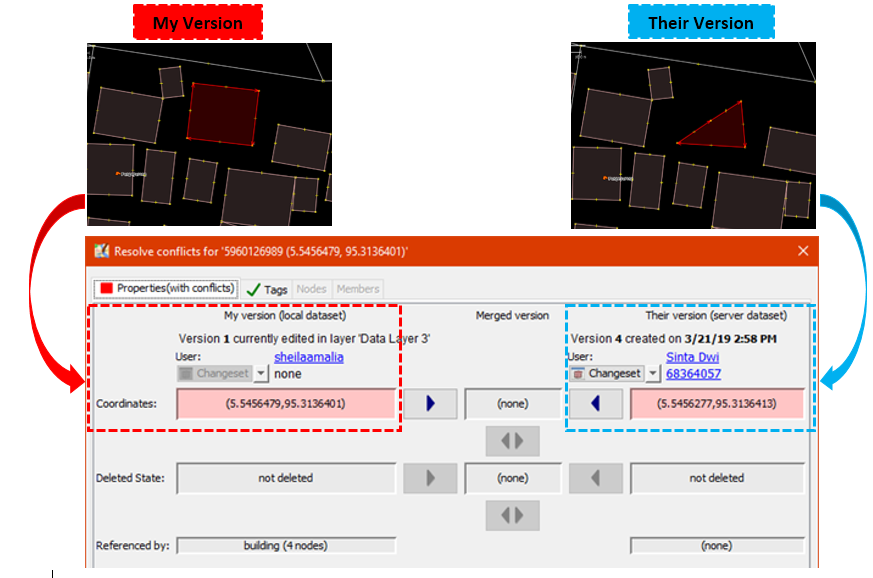 My Version
Their Version
Resolve conflicts for '5960126989 (5.5456479, 95.3136401)'
Properties(with conflicts) Tags Nodes Members
My version (local dataset) Merged version Their version (server dataset)
Version 1 currently edited in layer 'Data Layer 3' Version 4 created on 3/21/19 2:58 PM
User: sheilaamalia User: Sinta Dwi
Changeset none Changeset 68364057
Coordinates: (5.5456479,95.3136401) (none) (5.5456277,95.3136413)
Deleted State: not deleted (none) not deleted
Referenced by: building (4 nodes) (none)